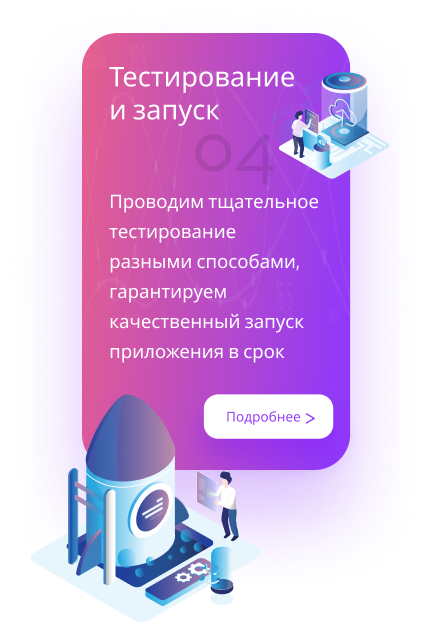 Тестирование
и запуск
04
Проводим тщательное
тестирование
разными способами,
гарантируем
качественный запуск
приложения в срок
Подробнее >